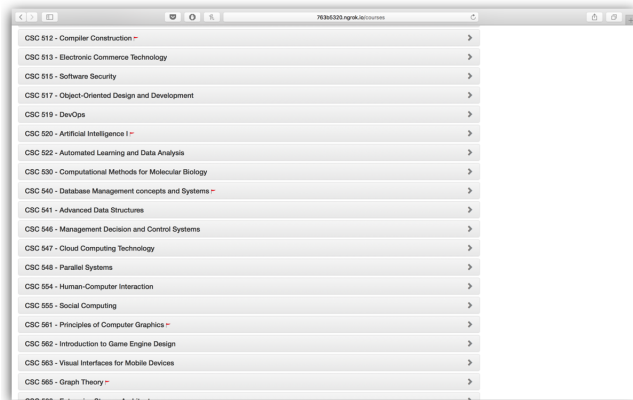 763b5320.ngrok.io/courses
CSC 512 - Compiler Construction
CSC 513 - Electronic Commerce Technology
CSC 515 - Software Security
CSC 517 - Object-Oriented Design and Development
CSC 519 - DevOps
CSC 520 - Artificial Intelligence I
CSC 522 - Automated Learning and Data Analysis
CSC 530 - Computational Methods for Molecular Biology
CSC 540 - Database Management concepts and Systems
CSC 541 - Advanced Data Structures
CSC 546 - Management Decision and Control Systems
CSC 547 - Cloud Computing Technology
CSC 548 - Parallel Systems
CSC 554 - Human-Computer Interaction
CSC 555 - Social Computing
CSC 561 - Principles of Computer Graphics
CSC 562 - Introduction to Game Engine Design
CSC 563 - Visual Interfaces for Mobile Devices
CSC 565 - Graph Theory